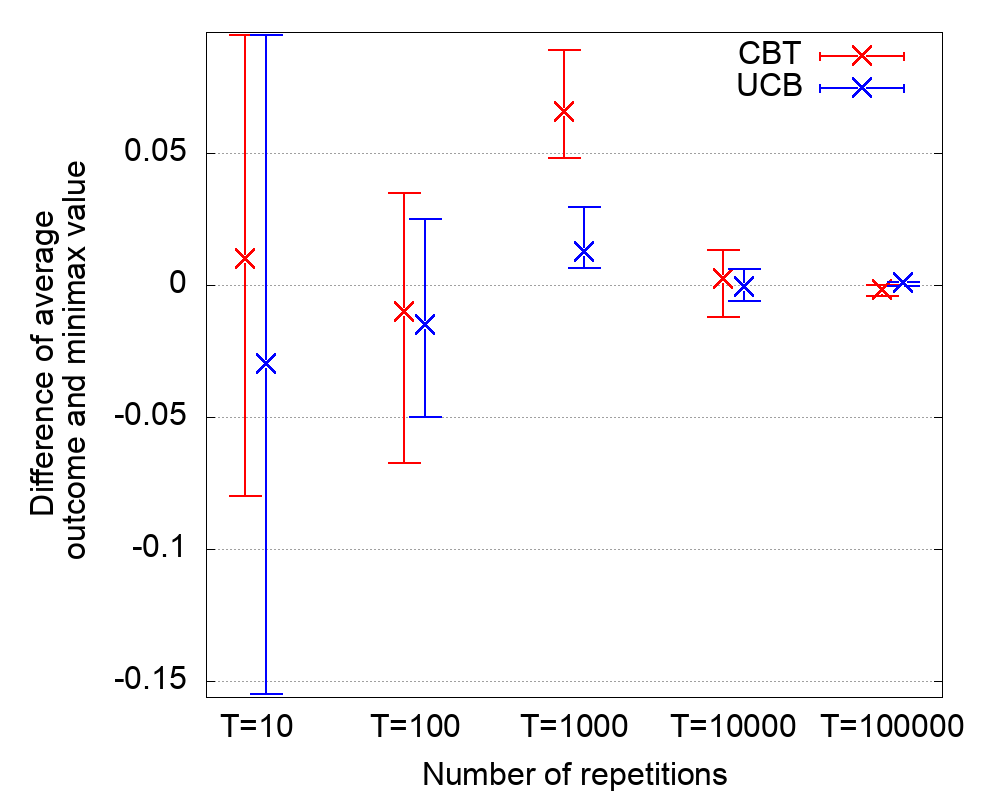 CBT
UCB
0.05
0
-0.05
-0.1
-0.15
Difference of average
outcome and minimax value
T=10 T=100 T=1000 T=10000 T=100000
Number of repetitions